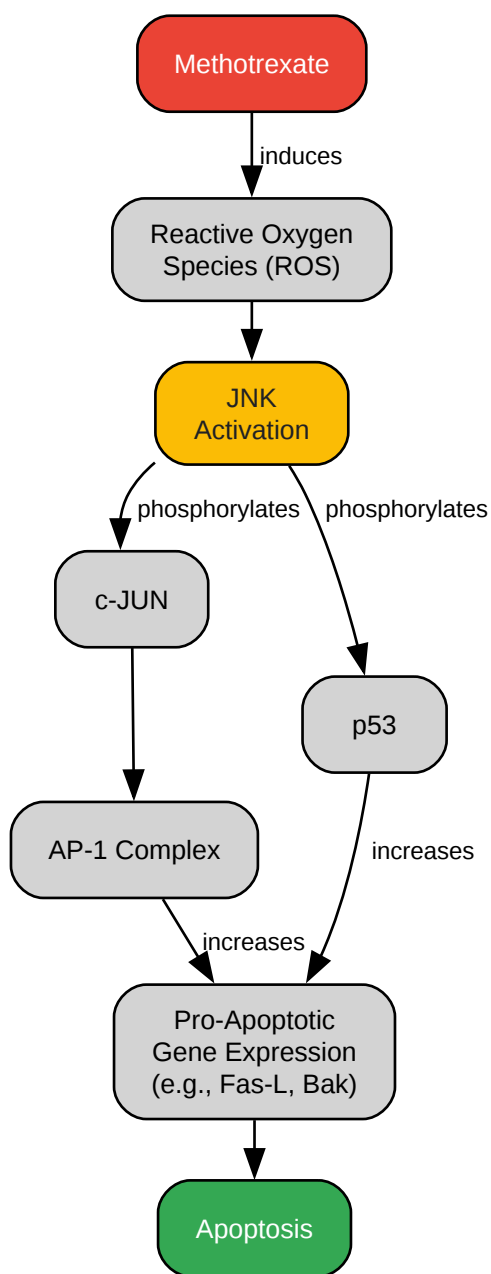 Methotrexate
induces
Reactive Oxygen
Species (ROS)
JNK
Activation
phosphorylates
phosphorylates
c-JUN
p53
AP-1 Complex
increases
increases
Pro-Apoptotic
Gene Expression
(e.g., Fas-L, Bak)
Apoptosis